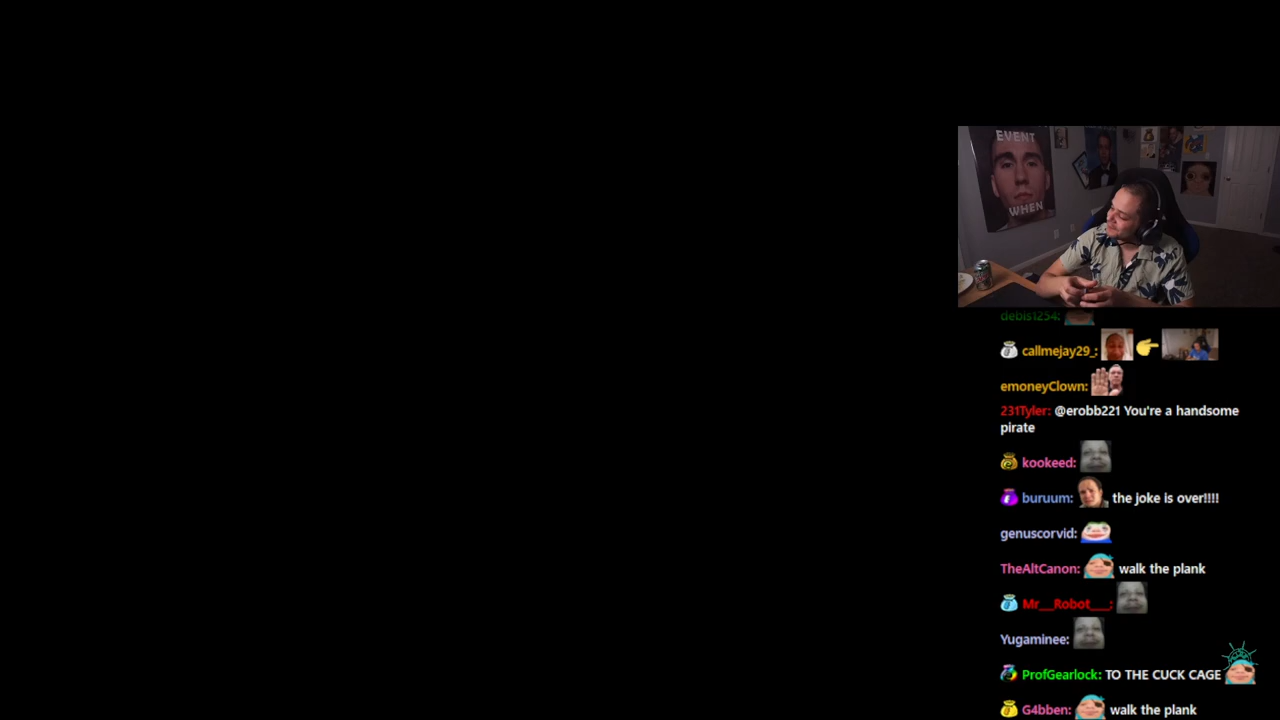 EVENT
WHEN
debis1254:
callmejay29_:
emoneyClown:
231Tyler: @erobb221 You're a handsome
pirate
kookeed:
buruum: the joke is over!!!!
genuscorvid:
TheAltCanon: walk the plank
Mr__Robot___:
Yugaminee:
ProfGearlock: TO THE CUCK CAGE
G4bben: walk the plank